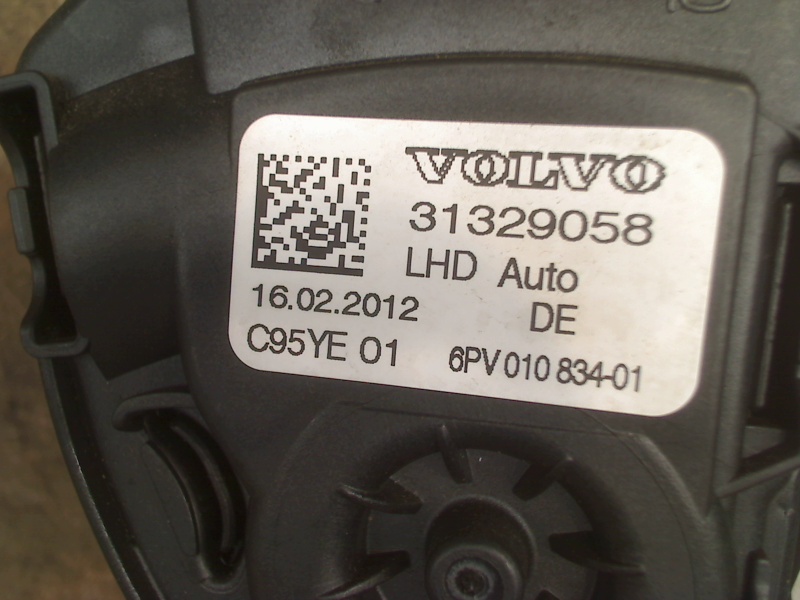 VOLVO
31329058
LHD Auto
16.02.2012 DE
C95YE 01 6PV 010 834-01